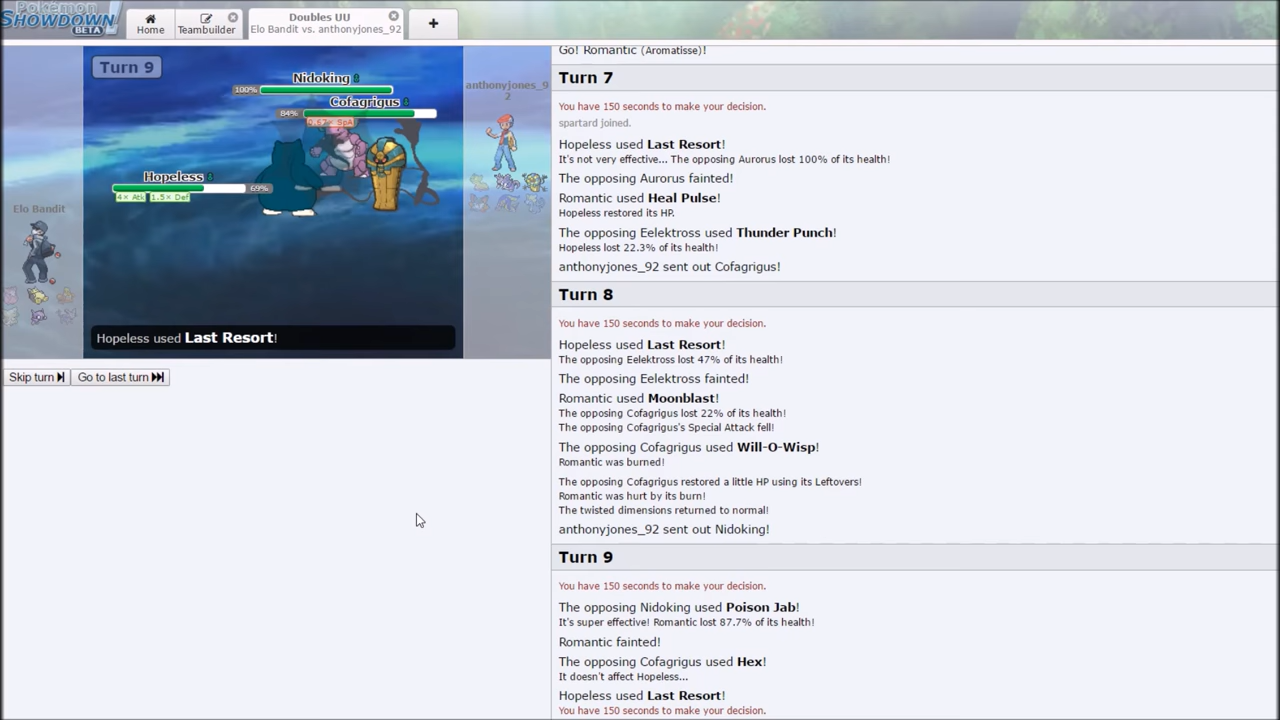 Pokémon
SHOWDOWN
BETA
Home
Teambuilder
Doubles UU
Elo Bandit vs. anthonyjones_92
+
Turn 9
Nidoking
100%
Cofagrigus
84%
0.67× SpA
Hopeless
69%
4× Atk 1.5× Def
Elo Bandit
anthonyjones_9
2
Hopeless used Last Resort!
Skip turn
Go to last turn
Go! Romantic (Aromatisse)!
Turn 7
You have 150 seconds to make your decision.
spartard joined.
Hopeless used Last Resort!
It's not very effective... The opposing Aurorus lost 100% of its health!
The opposing Aurorus fainted!
Romantic used Heal Pulse!
Hopeless restored its HP.
The opposing Eelektross used Thunder Punch!
Hopeless lost 22.3% of its health!
anthonyjones_92 sent out Cofagrigus!
Turn 8
You have 150 seconds to make your decision.
Hopeless used Last Resort!
The opposing Eelektross lost 47% of its health!
The opposing Eelektross fainted!
Romantic used Moonblast!
The opposing Cofagrigus lost 22% of its health!
The opposing Cofagrigus's Special Attack fell!
The opposing Cofagrigus used Will-O-Wisp!
Romantic was burned!
The opposing Cofagrigus restored a little HP using its Leftovers!
Romantic was hurt by its burn!
The twisted dimensions returned to normal!
anthonyjones_92 sent out Nidoking!
Turn 9
You have 150 seconds to make your decision.
The opposing Nidoking used Poison Jab!
It's super effective! Romantic lost 87.7% of its health!
Romantic fainted!
The opposing Cofagrigus used Hex!
It doesn't affect Hopeless...
Hopeless used Last Resort!
You have 150 seconds to make your decision.